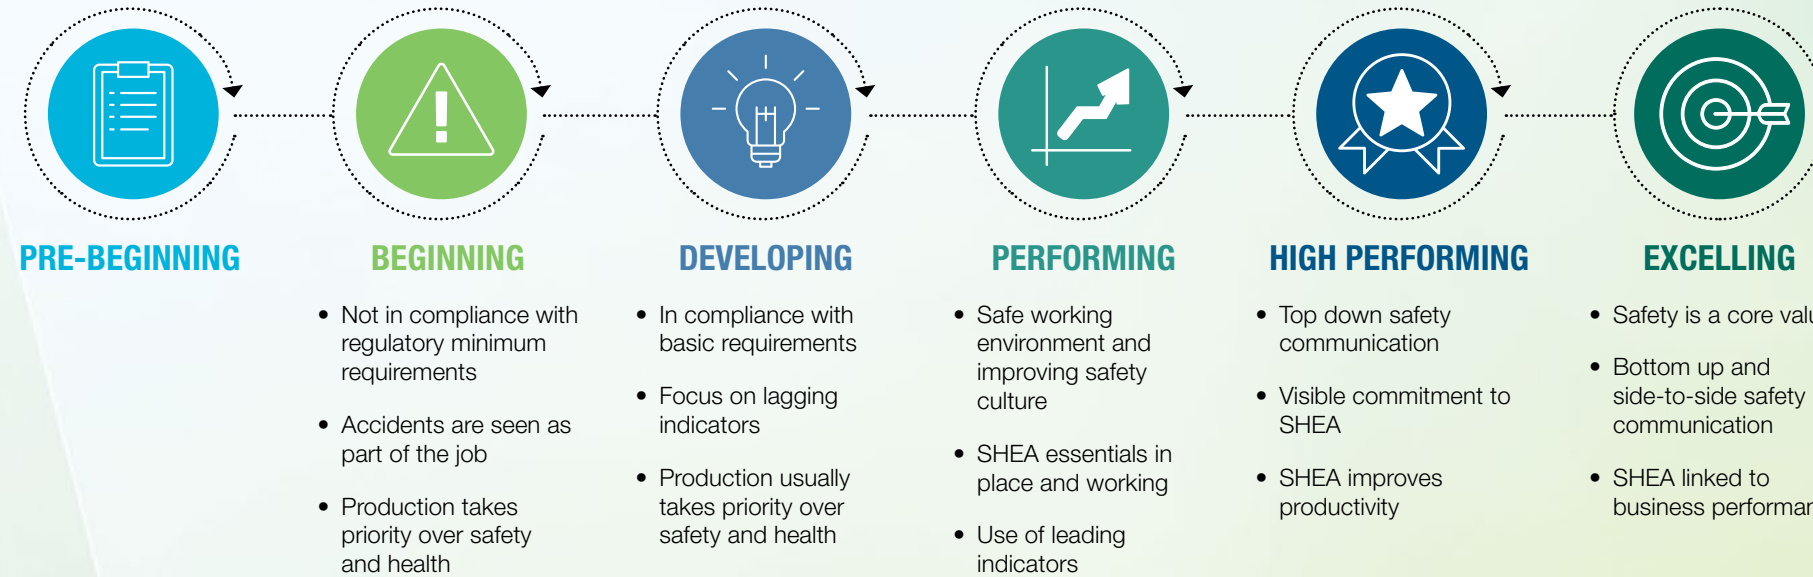 PRE-BEGINNING
BEGINNING
• Not in compliance with
regulatory minimum
requirements
• Accidents are seen as
part of the job
• Production takes
priority over safety
and health
DEVELOPING
• In compliance with
basic requirements
• Focus on lagging
indicators
• Production usually
takes priority over
safety and health
PERFORMING
• Safe working
environment and
improving safety
culture
• SHEA essentials in
place and working
• Use of leading
indicators
HIGH PERFORMING
• Top down safety
communication
• Visible commitment to
SHEA
• SHEA improves
productivity
EXCELLING
• Safety is a core
• Bottom up and
side-to-side safety
communication
• SHEA linked to
business